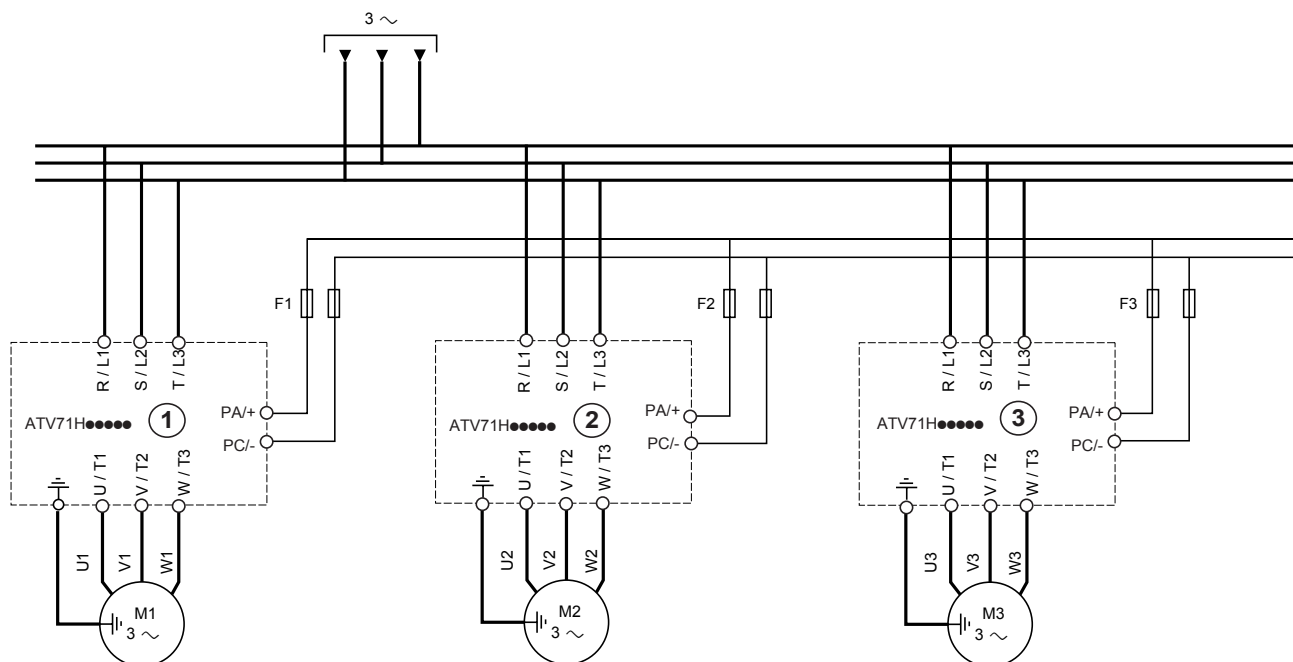 3 ~
F1
F2
F3
R / L1
S / L2
T / L3
R / L1
S / L2
T / L3
R / L1
S / L2
T / L3
ATV71H●●●●●
1
PA/+
PC/-
ATV71H●●●●●
2
PA/+
PC/-
ATV71H●●●●●
3
PA/+
PC/-
U / T1
V / T2
W / T3
U / T1
V / T2
W / T3
U / T1
V / T2
W / T3
U1
V1
W1
U2
V2
W2
U3
V3
W3
M1
3 ~
M2
3 ~
M3
3 ~